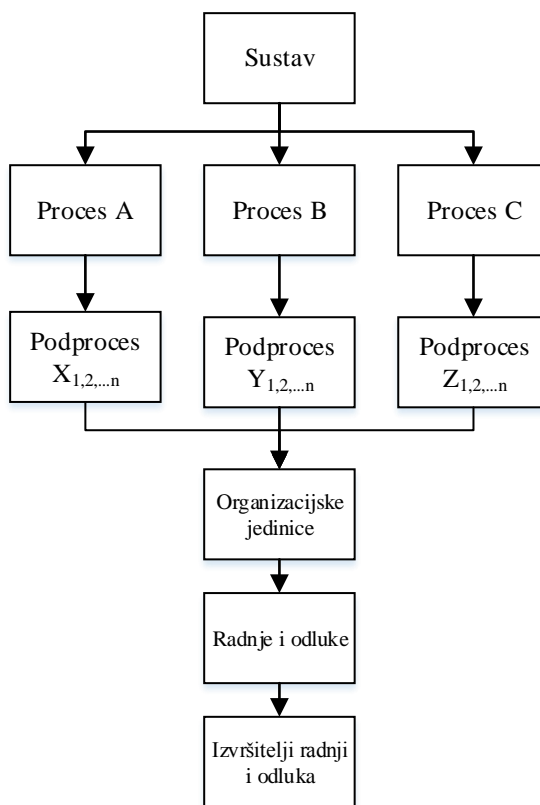 Sustav
Proces A
Proces B
Proces C
Podproces
X1,2,...n
Podproces
Y1,2,...n
Podproces
Z1,2,...n
Organizacijske
jedinice
Radnje i odluke
Izvršitelji radnji
i odluka